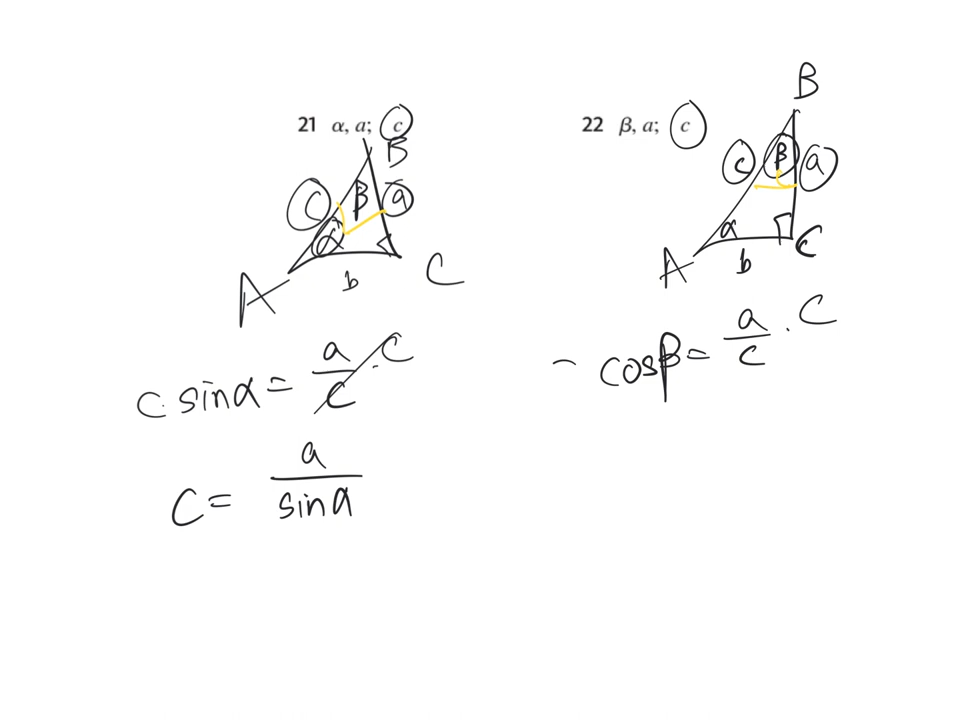 21 α, a; c
B
c β a
α
b
A C
c · sinα = a/c · c
c = a/sinα
22 β, a; c
B
c β a
α
b
A C
cosβ = a/c · c